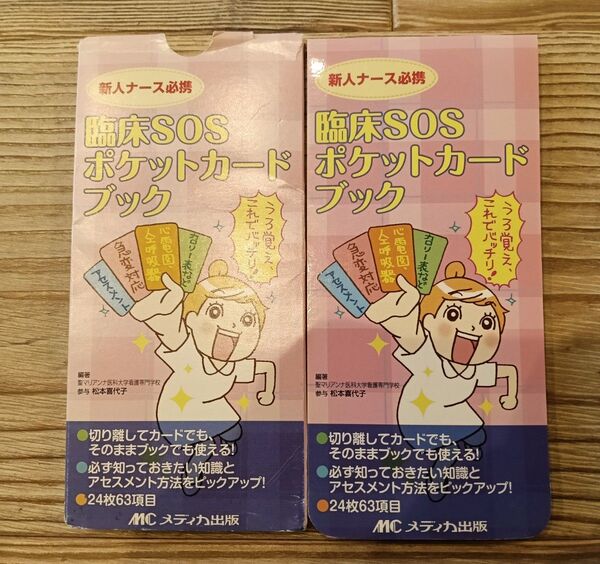 新人ナース必携
臨床SOS
ポケットカード
ブック
うろ覚え、
これでバッチリ!
アセスメント
急変対応
心電図
人工呼吸器
カロリー表など
編著
聖マリアンナ医科大学看護専門学校
参与 松本喜代子
●切り離してカードでも、
そのままブックでも使える!
●必ず知っておきたい知識と
アセスメント方法をピックアップ!
●24枚63項目
MC メディカ出版
新人ナース必携
臨床SOS
ポケットカード
ブック
うろ覚え、
これでバッチリ!
アセスメント
急変対応
心電図
人工呼吸器
カロリー表など
編著
聖マリアンナ医科大学看護専門学校
参与 松本喜代子
●切り離してカードでも、
そのままブックでも使える!
●必ず知っておきたい知識と
アセスメント方法をピックアップ!
●24枚63項目
MC メディカ出版